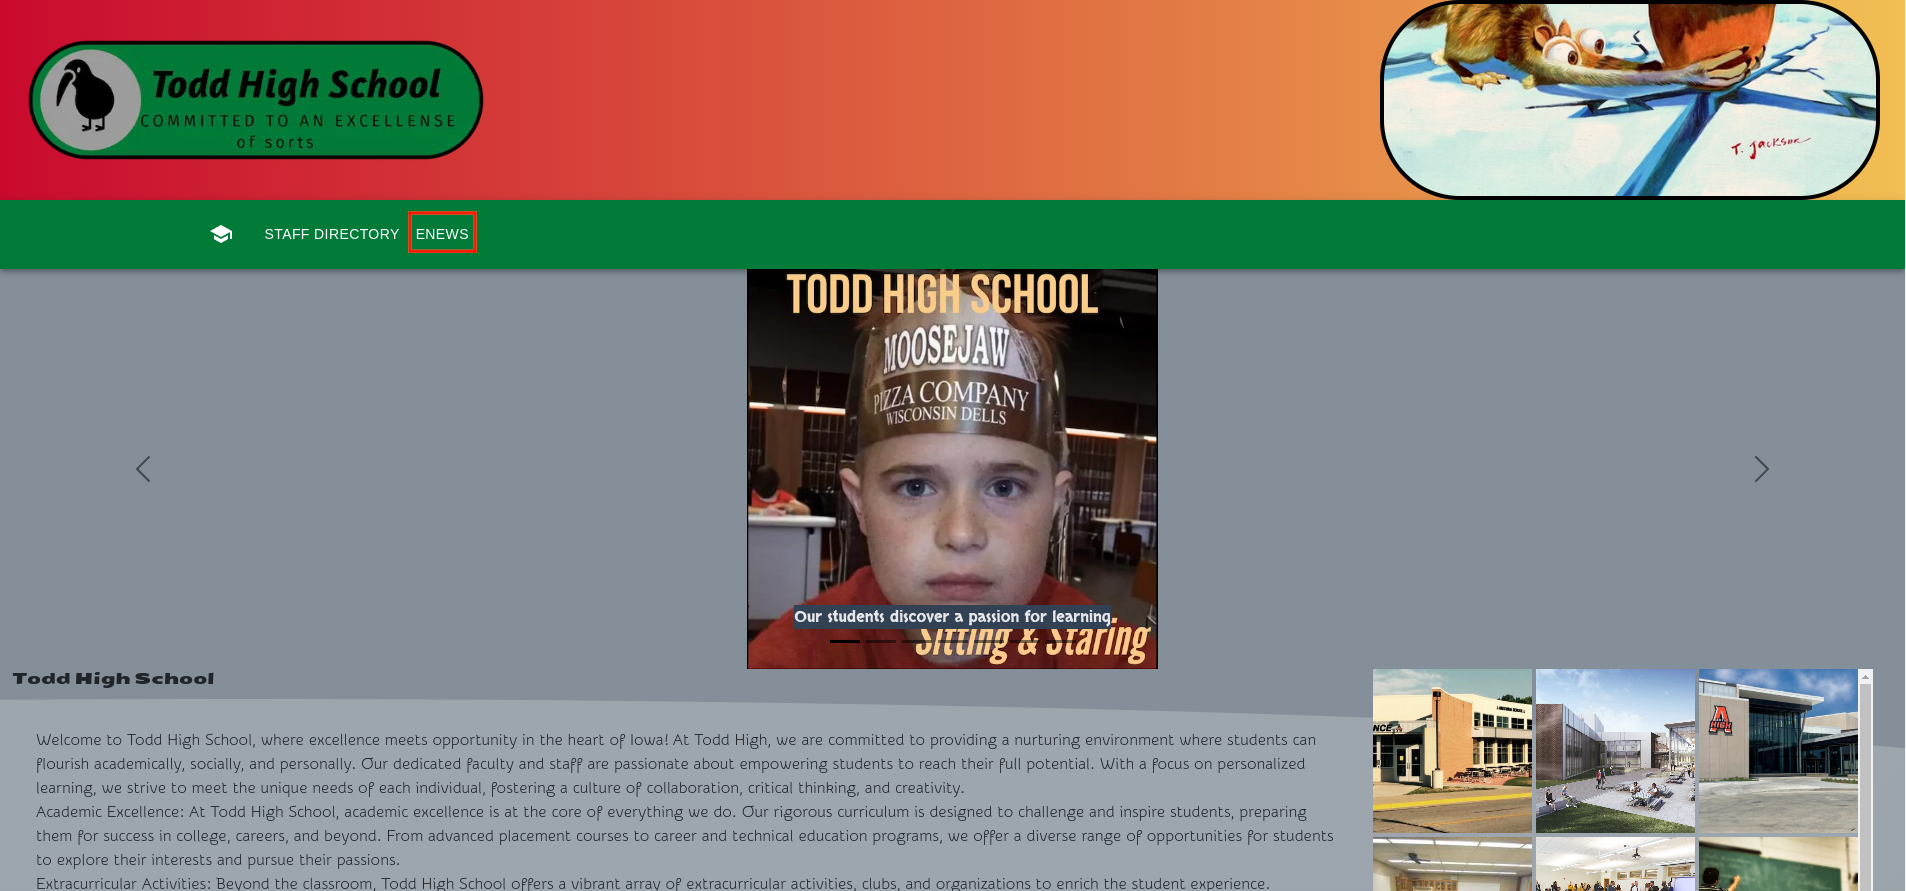 Todd High School
COMMITTED TO AN EXCELLENSE
of sorts
T. Jackson
STAFF DIRECTORY
ENEWS
TODD HIGH SCHOOL
MOOSEJAW
PIZZA COMPANY
WISCONSIN DELLS
Our students discover a passion for learning.
Sitting & Staring
Todd High School
Welcome to Todd High School, where excellence meets opportunity in the heart of Iowa! At Todd High, we are committed to providing a nurturing environment where students can
flourish academically, socially, and personally. Our dedicated faculty and staff are passionate about empowering students to reach their full potential. With a focus on personalized
learning, we strive to meet the unique needs of each individual, fostering a culture of collaboration, critical thinking, and creativity.
Academic Excellence: At Todd High School, academic excellence is at the core of everything we do. Our rigorous curriculum is designed to challenge and inspire students, preparing
them for success in college, careers, and beyond. From advanced placement courses to career and technical education programs, we offer a diverse range of opportunities for students
to explore their interests and pursue their passions.
Extracurricular Activities: Beyond the classroom, Todd High School offers a vibrant array of extracurricular activities, clubs, and organizations to enrich the student experience.
NCE
A
HIGH